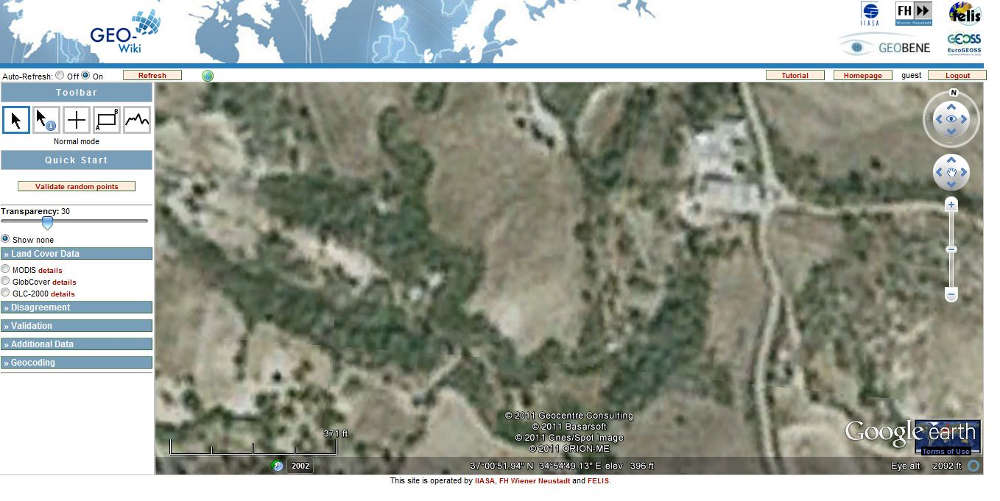 GEO-
Wiki
IIASA
FH
Wiener Neustadt
felis
GEOBENE
GEOSS
EuroGEOSS
Auto-Refresh: Off On
Refresh
Tutorial
Homepage
guest
Logout
Toolbar
B
A
Normal mode
Quick Start
Validate random points
Transparency: 30
Show none
» Land Cover Data
MODIS details
GlobCover details
GLC-2000 details
» Disagreement
» Validation
» Additional Data
» Geocoding
N
371 ft
© 2011 Geocentre Consulting
© 2011 Basarsoft
© 2011 Cnes/Spot Image
© 2011 ORION-ME
Google earth
Terms of Use
2002
37°00'51.94" N 34°54'49.13" E elev 396 ft
Eye alt 2092 ft
This site is operated by IIASA, FH Wiener Neustadt and FELIS.